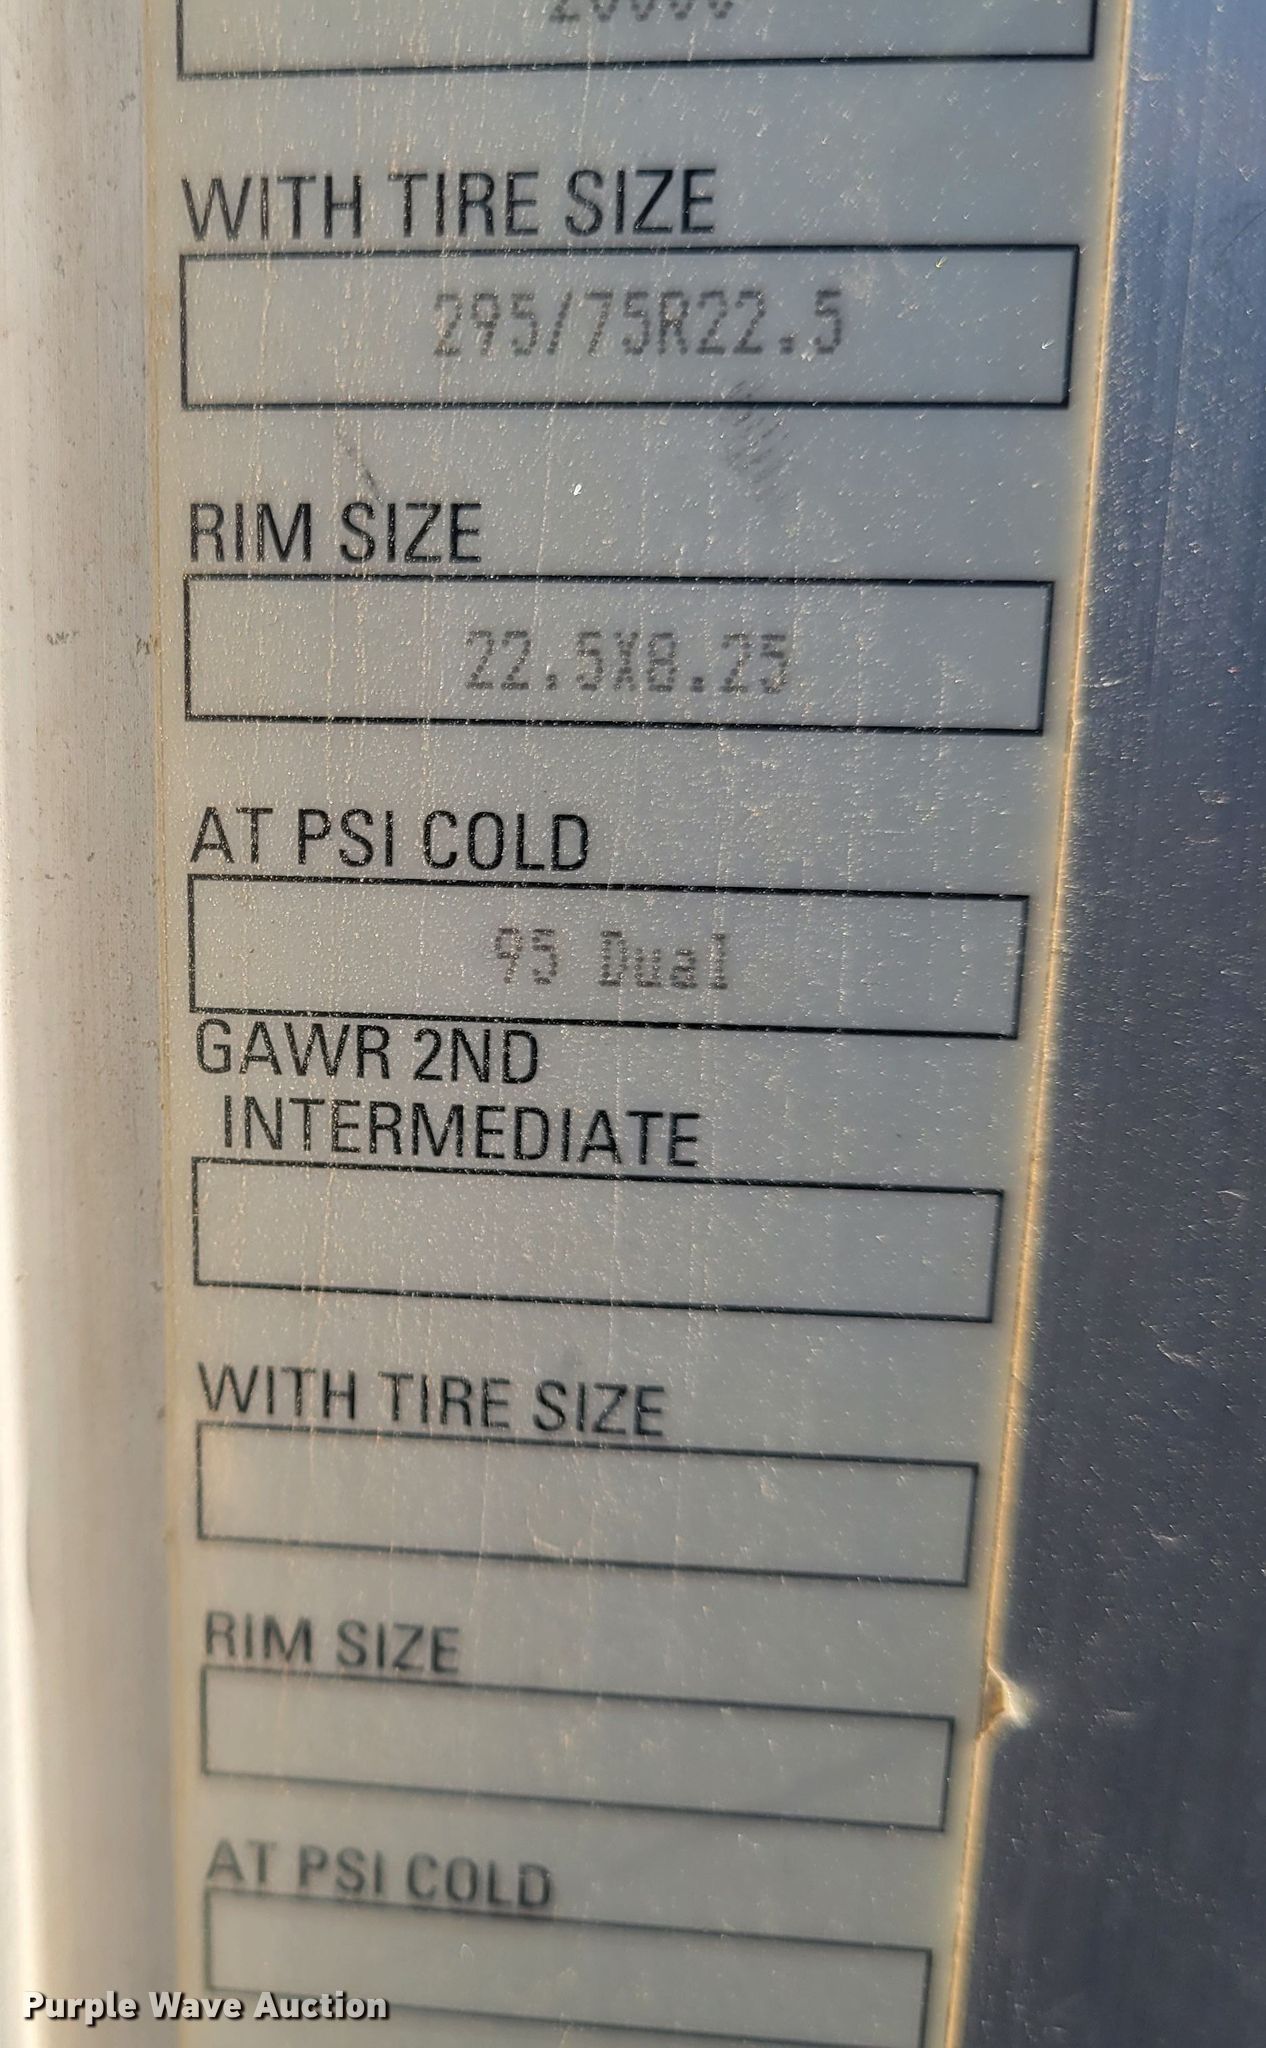 WITH TIRE SIZE
295/75R22.5
RIM SIZE
22.5X8.25
AT PSI COLD
Dual
GAWR 2ND
INTERMEDIATE
WITH TIRE SIZE
RIM SIZE
AT PSI COLD
Purple Wave Auction